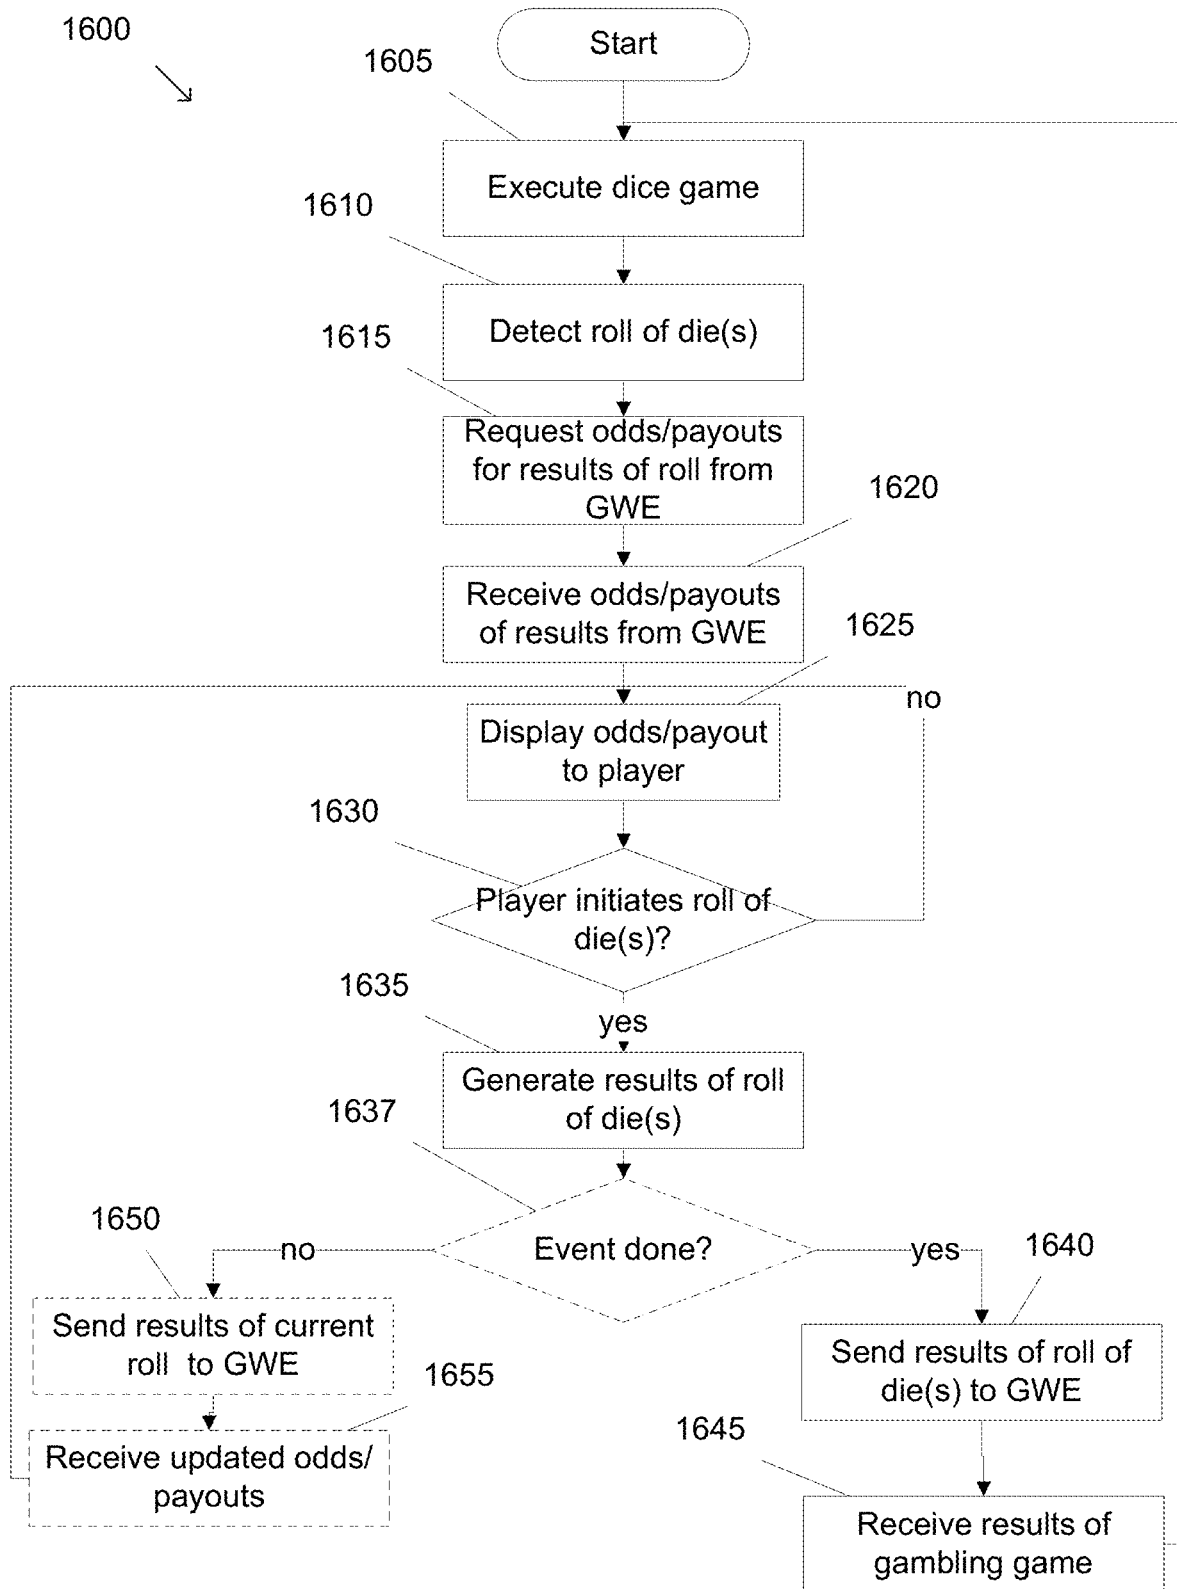 1600
Start
1605
Execute dice game
1610
Detect roll of die(s)
1615
Request odds/payouts
for results of roll from
GWE
1620
Receive odds/payouts
of results from GWE
1625
no
Display odds/payout
to player
1630
Player initiates roll of
die(s)?
1635
yes
Generate results of roll
of die(s)
1637
Event done?
no
yes
1650
Send results of current
roll to GWE
1640
Send results of roll of
die(s) to GWE
1655
Receive updated odds/
payouts
1645
Receive results of
gambling game